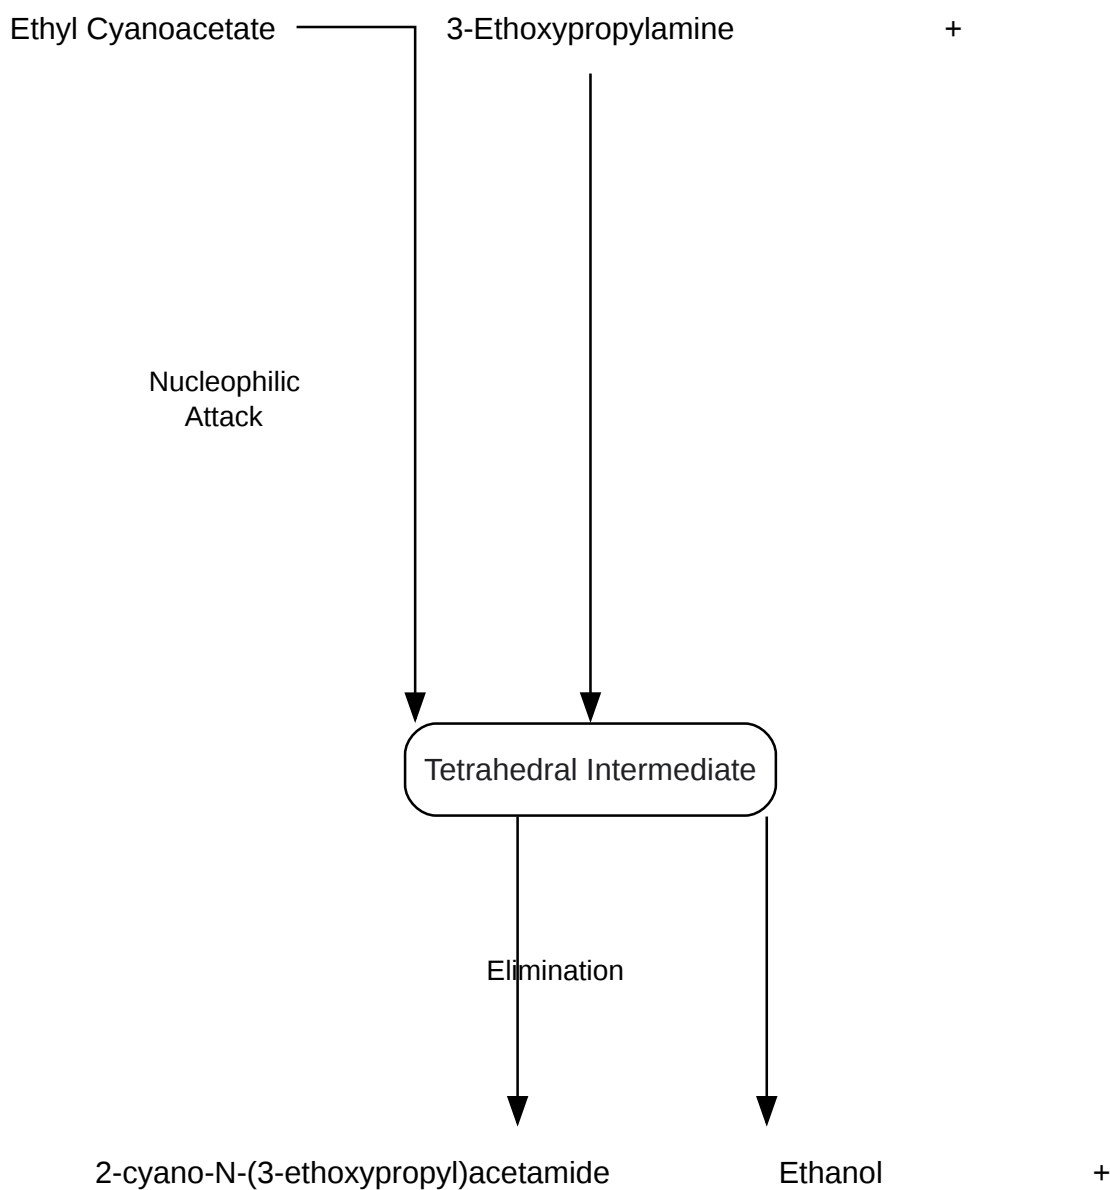 Ethyl Cyanoacetate 3-Ethoxypropylamine +
Nucleophilic
Attack
Tetrahedral Intermediate
Elimination
2-cyano-N-(3-ethoxypropyl)acetamide Ethanol +